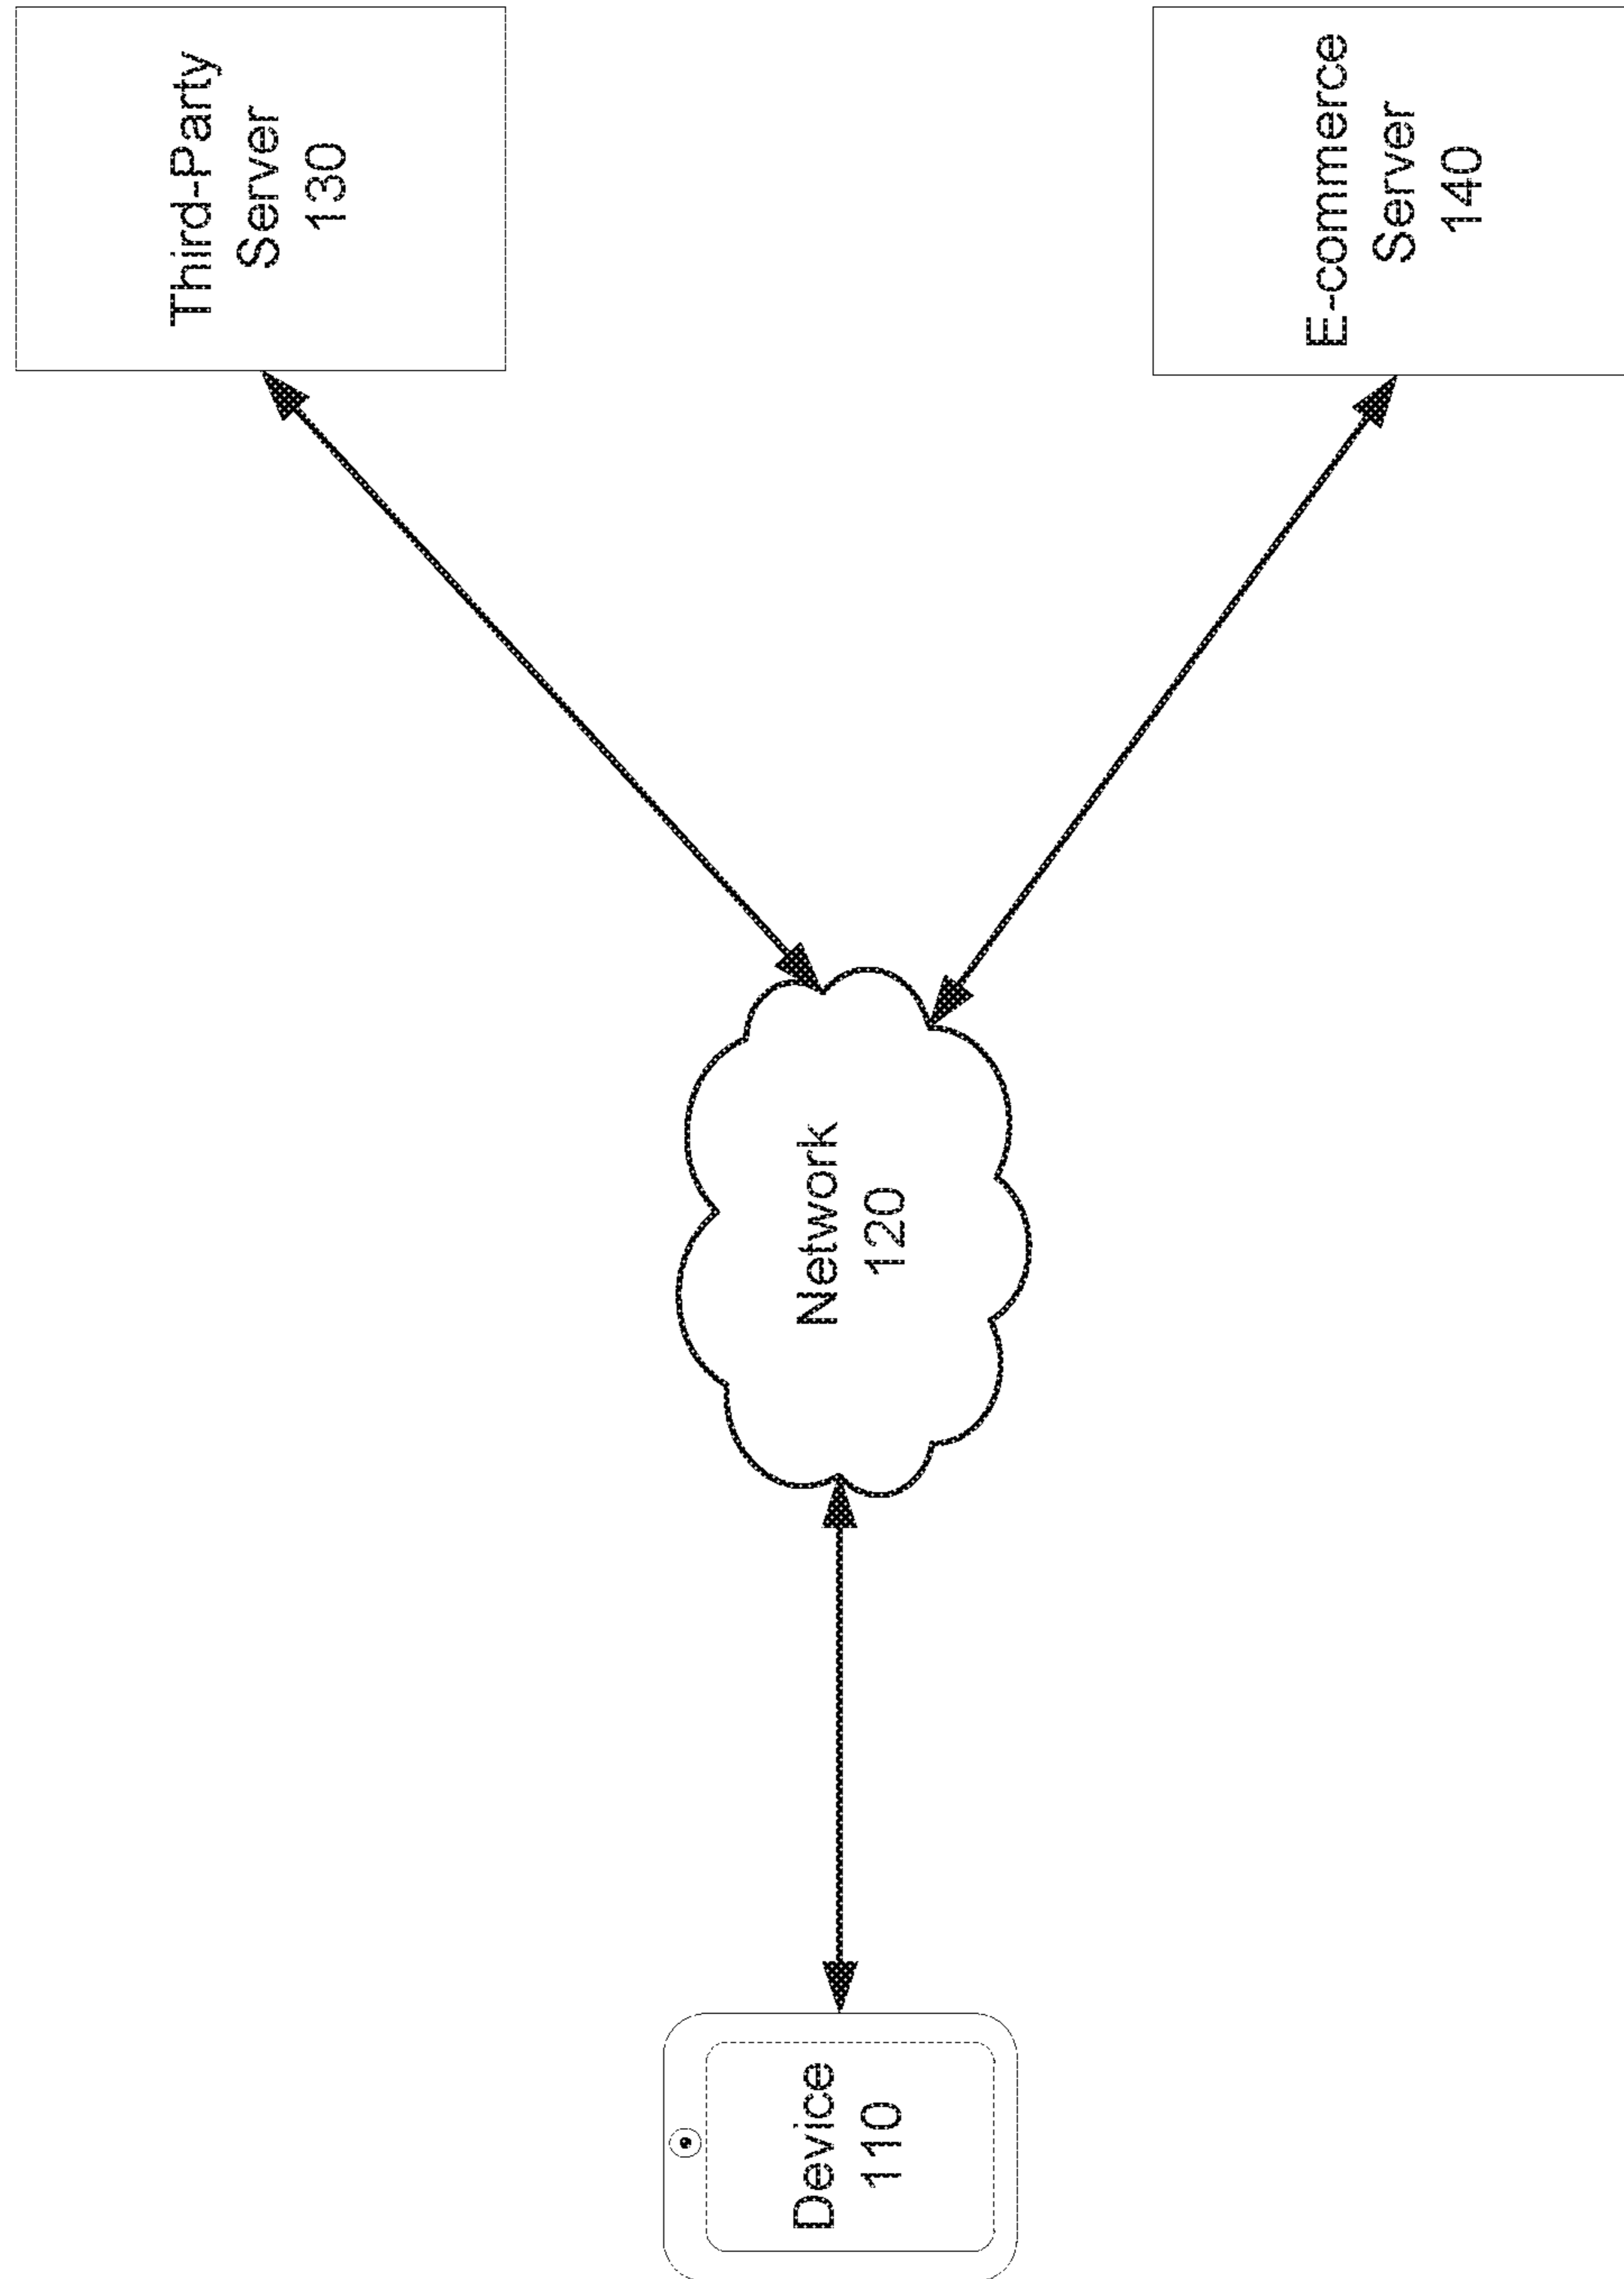 Third-Party
Server
130
E-commerce
Server
140
Network
120
Device
110